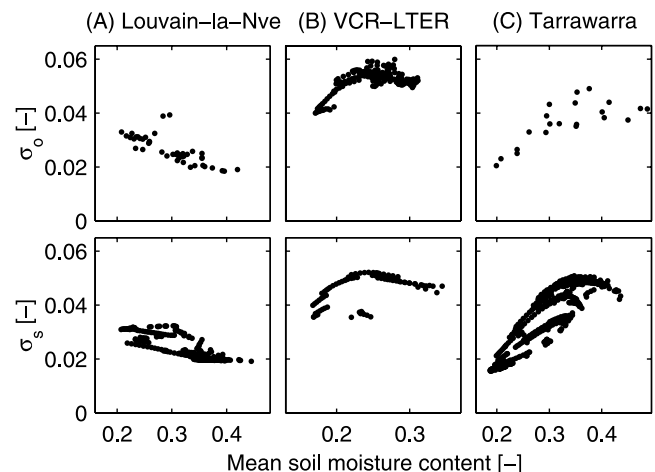 (A) Louvain-la-Nve (B) VCR-LTER (C) Tarrawarra
0.06
0.04
0.02
0
σo [-]
0.06
0.04
0.02
0
σs [-]
0.2 0.3 0.4 0.2 0.3 0.4 0.2 0.3 0.4
Mean soil moisture content [-]